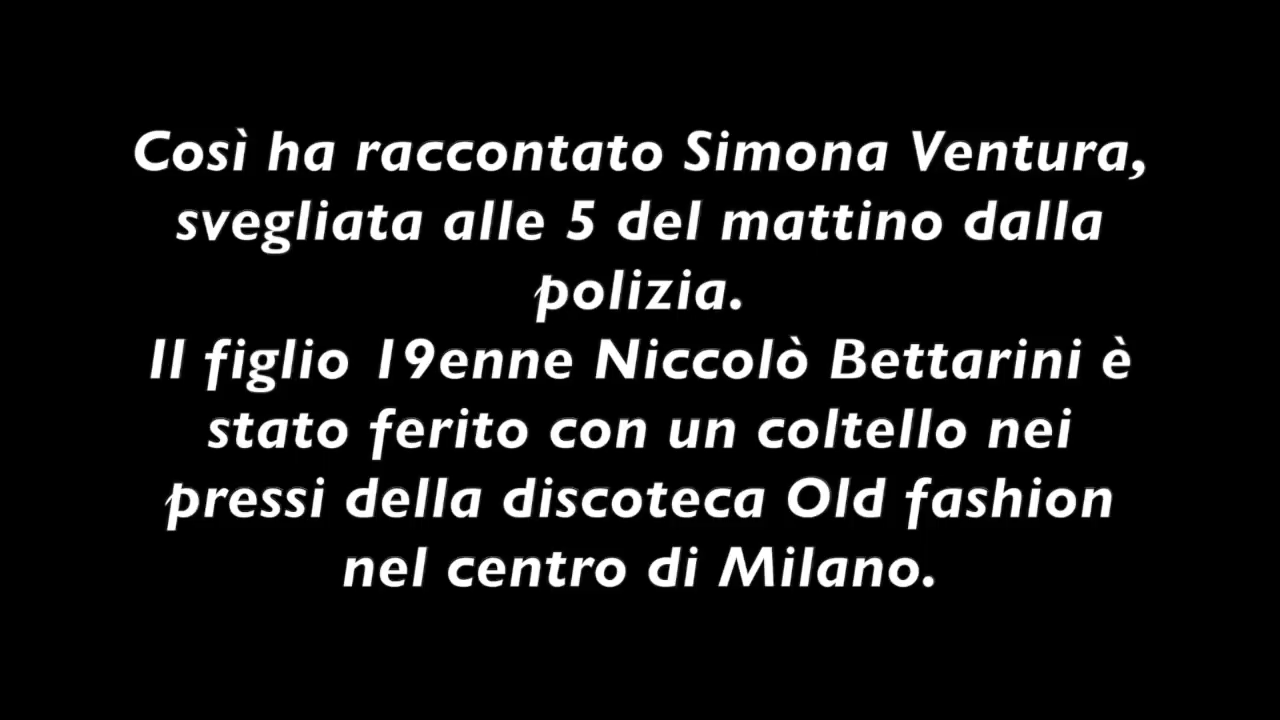 Così ha raccontato Simona Ventura,
svegliata alle 5 del mattino dalla
polizia.
Il figlio 19enne Niccolò Bettarini è
stato ferito con un coltello nei
pressi della discoteca Old fashion
nel centro di Milano.